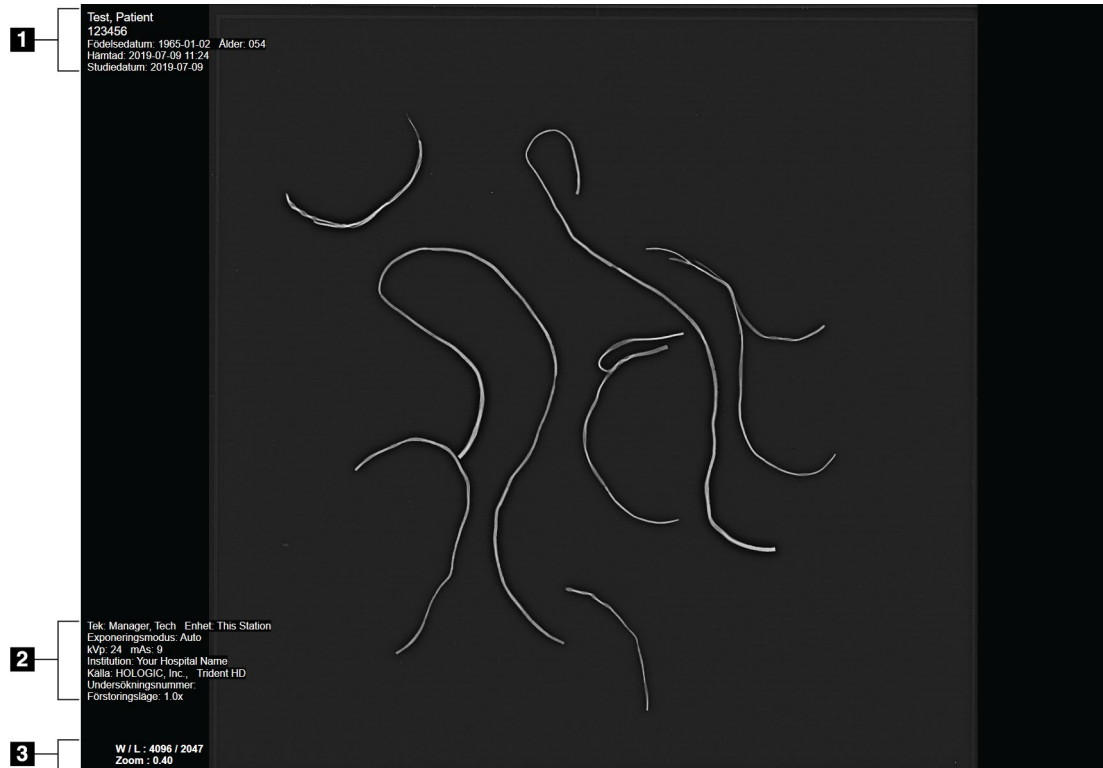 1
Test, Patient
123456
Födelsedatum: 1965-01-02 Ålder: 054
Hämtad: 2019-07-09 11:24
Studiedatum: 2019-07-09
2
Tek: Manager, Tech Enhet: This Station
Exponeringsmodus: Auto
kVp: 24 mAs: 9
Institution: Your Hospital Name
Källa: HOLOGIC, Inc., Trident HD
Undersökningsnummer:
Förstoringsläge: 1.0x
3
W / L : 4096 / 2047
Zoom : 0.40